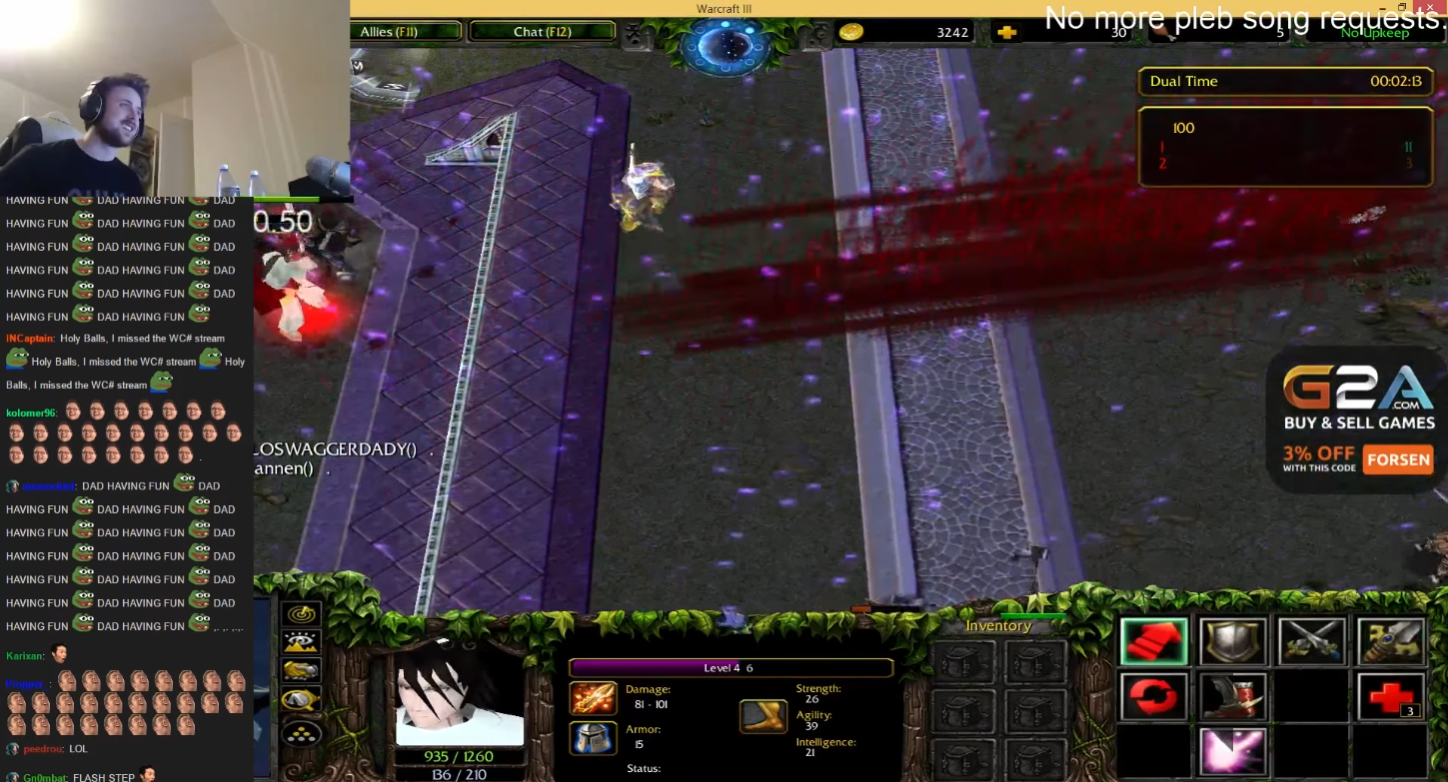 Warcraft III
No more pleb song requests.
Allies (F11)
Chat (F12)
3242
30
5
No Upkeep
Dual Time 00:02:13
100
1 11
2 3
0.50
HAVING FUN DAD HAVING FUN DAD
HAVING FUN DAD HAVING FUN DAD
HAVING FUN DAD HAVING FUN DAD
HAVING FUN DAD HAVING FUN DAD
HAVING FUN DAD HAVING FUN DAD
HAVING FUN DAD HAVING FUN
INCaptain: Holy Balls, I missed the WC# stream
Holy Balls, I missed the WC# stream Holy
Balls, I missed the WC# stream
kolomer96:
DAD HAVING FUN DAD
HAVING FUN DAD HAVING FUN DAD
HAVING FUN DAD HAVING FUN DAD
HAVING FUN DAD HAVING FUN DAD
HAVING FUN DAD HAVING FUN DAD
HAVING FUN DAD HAVING FUN DAD
HAVING FUN DAD HAVING FUN
Karixan:
peedrou: LOL
Gn0mbat: FLASH STEP
LOSWAGGERDADY() .
annen() .
G2A
.COM
BUY & SELL GAMES
3% OFF
WITH THIS CODE
FORSEN
Level 4 6
Damage:
81 - 101
Armor:
15
Status:
Strength:
26
Agility:
39
Intelligence:
21
935 / 1260
136 / 210
Inventory
3